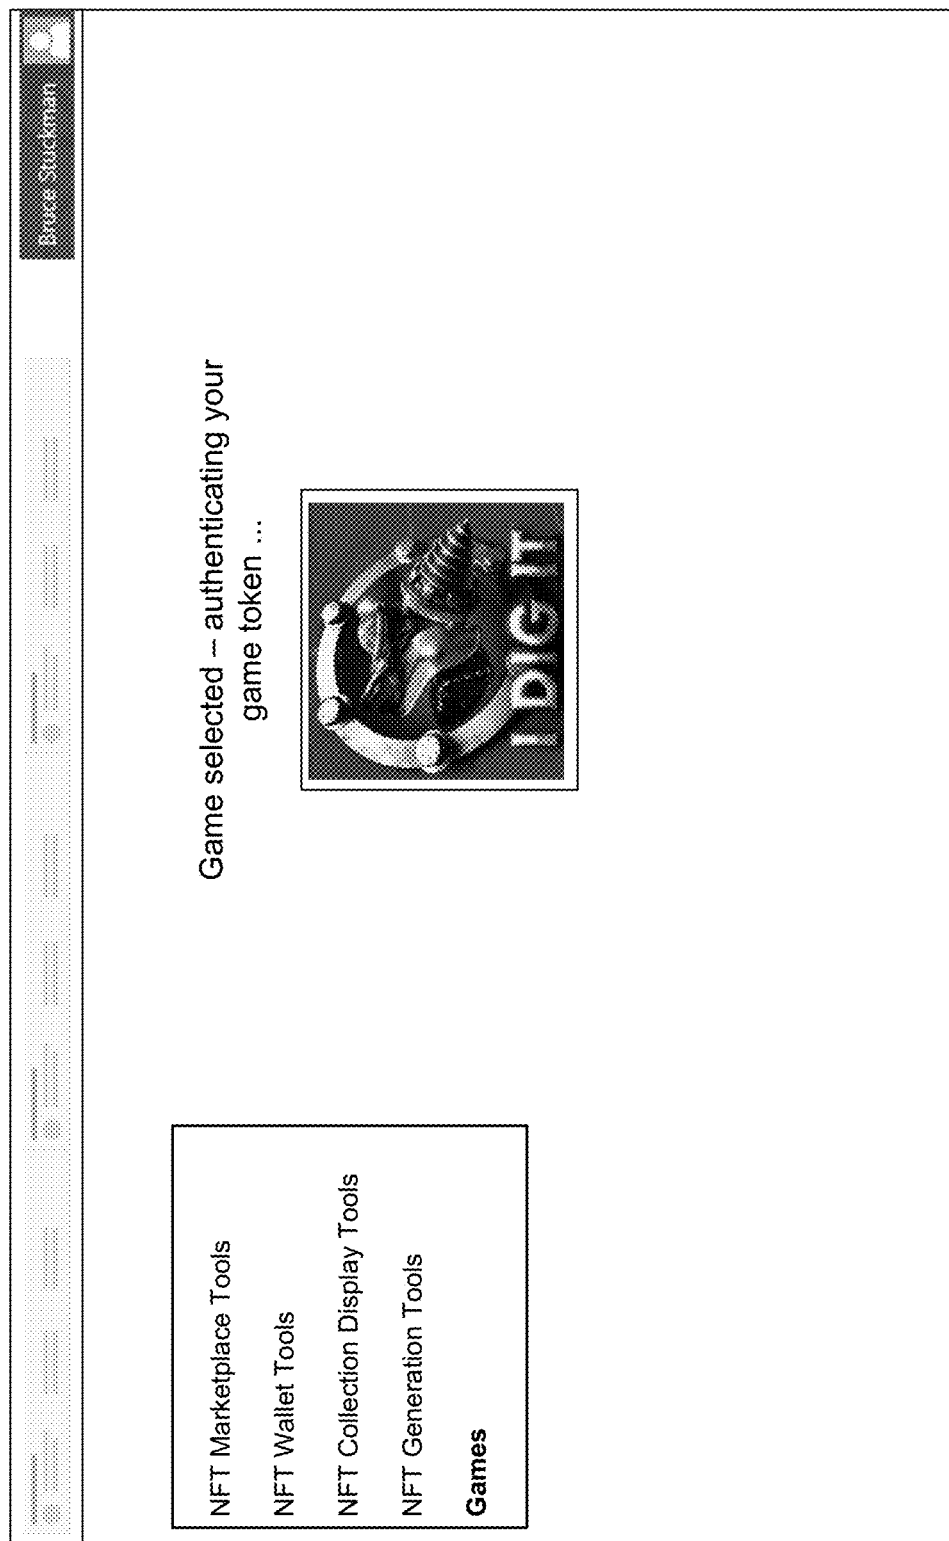 Bruce Stuckman
Game selected – authenticating your
game token ...
I DIG IT
NFT Marketplace Tools
NFT Wallet Tools
NFT Collection Display Tools
NFT Generation Tools
Games